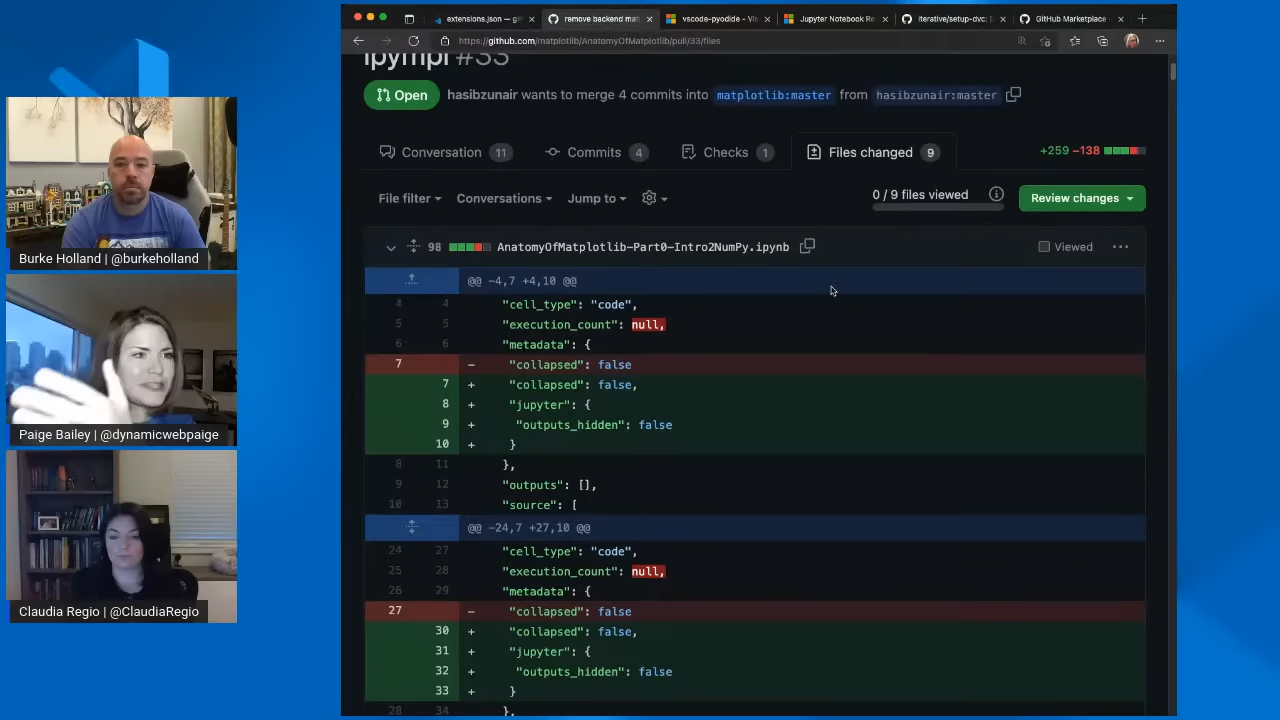 extensions.json — git
remove backend mat
vscode-pyodide - Vis
Jupyter Notebook Re
iterative/setup-dvc:
GitHub Marketplace
https://github.com/matplotlib/AnatomyOfMatplotlib/pull/33/files
ipympl #33
Open hasibzunair wants to merge 4 commits into matplotlib:master from hasibzunair:master
Conversation 11 Commits 4 Checks 1 Files changed 9 +259 −138
File filter Conversations Jump to 0 / 9 files viewed Review changes
98 AnatomyOfMatplotlib-Part0-Intro2NumPy.ipynb Viewed
@@ -4,7 +4,10 @@
4 4 "cell_type": "code",
5 5 "execution_count": null,
6 6 "metadata": {
7 - "collapsed": false
7 + "collapsed": false,
8 + "jupyter": {
9 + "outputs_hidden": false
10 + }
8 11 },
9 12 "outputs": [],
10 13 "source": [
@@ -24,7 +27,10 @@
24 27 "cell_type": "code",
25 28 "execution_count": null,
26 29 "metadata": {
27 - "collapsed": false
30 + "collapsed": false,
31 + "jupyter": {
32 + "outputs_hidden": false
33 + }
28 34 },
Burke Holland | @burkeholland
Paige Bailey | @dynamicwebpaige
Claudia Regio | @ClaudiaRegio